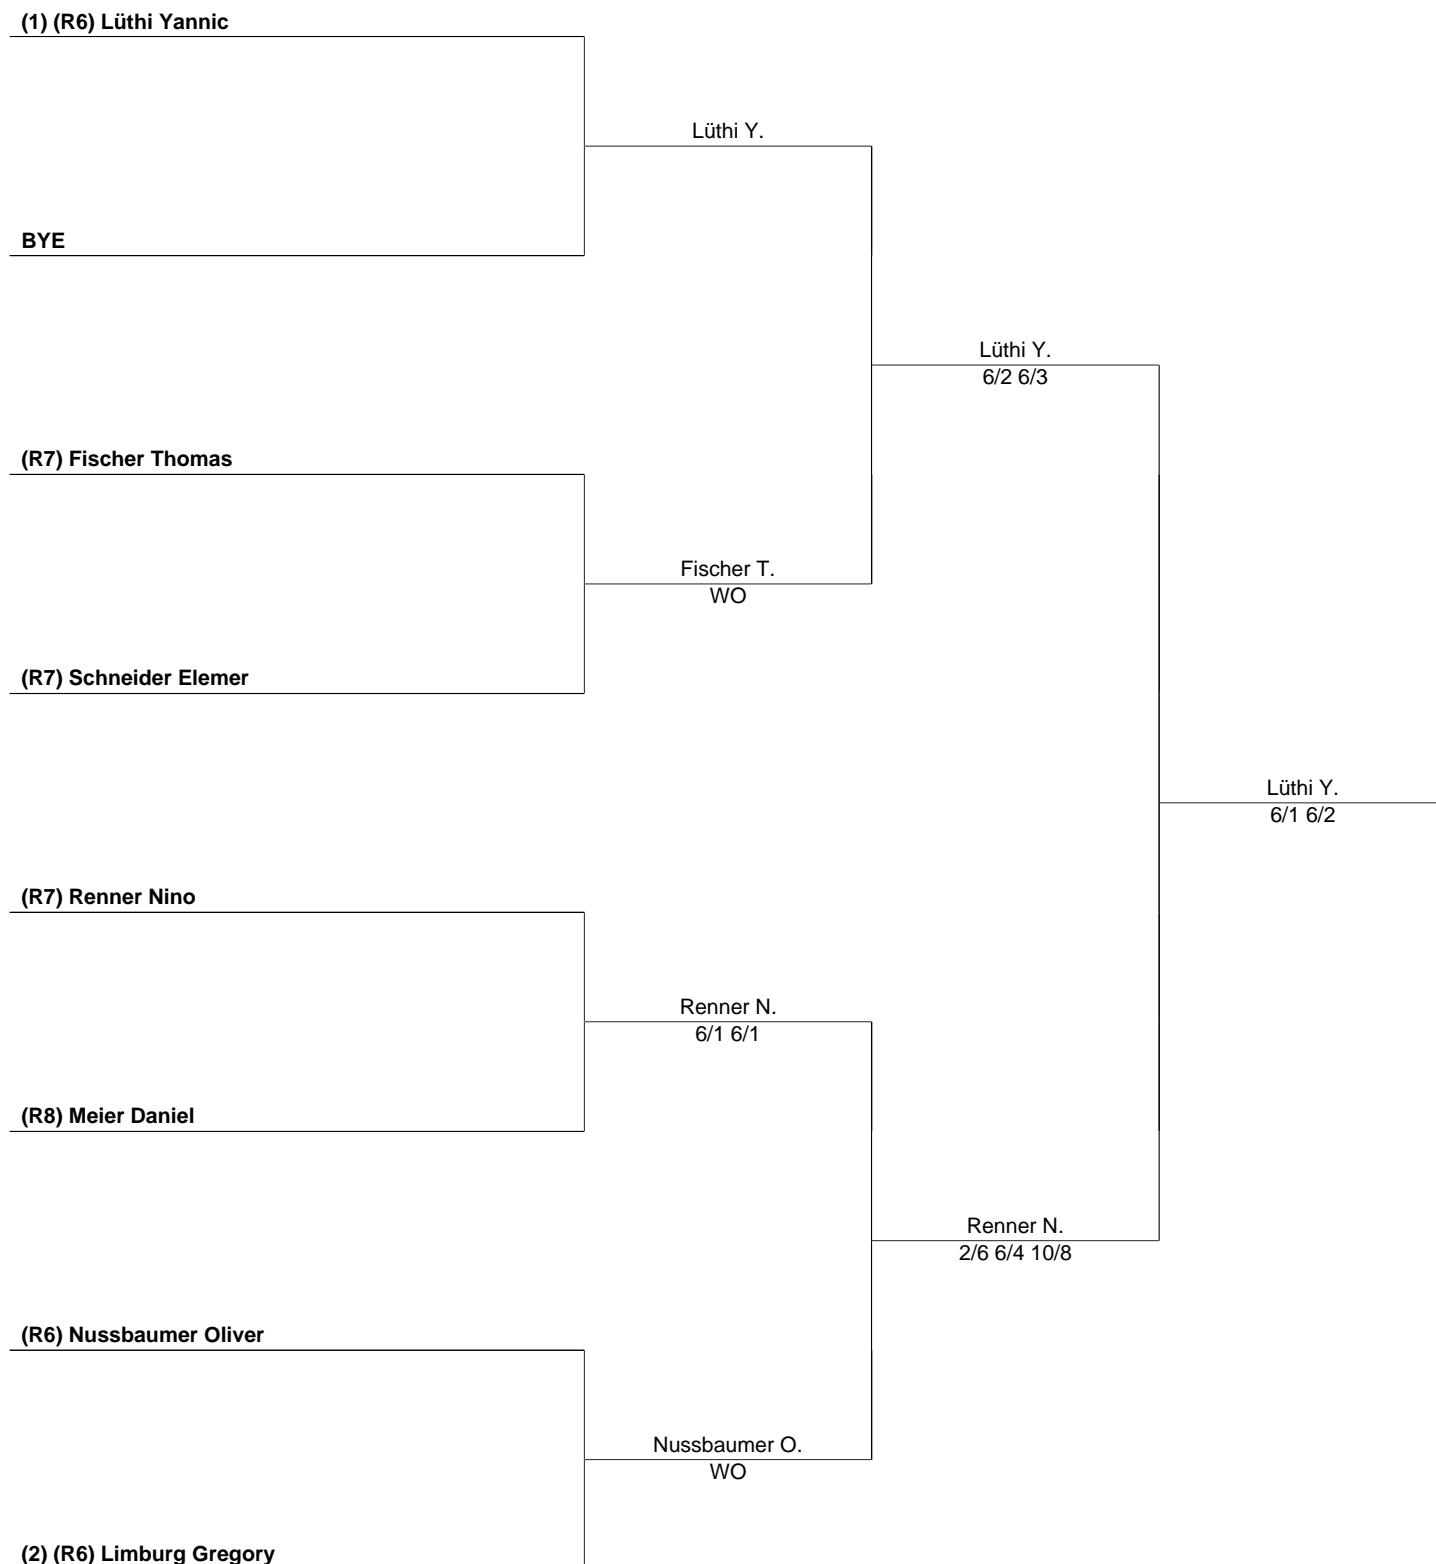 (1) (R6) Lüthi Yannic
Lüthi Y.
BYE
Lüthi Y.
6/2 6/3
(R7) Fischer Thomas
Fischer T.
WO
(R7) Schneider Elemer
Lüthi Y.
6/1 6/2
(R7) Renner Nino
Renner N.
6/1 6/1
(R8) Meier Daniel
Renner N.
2/6 6/4 10/8
(R6) Nussbaumer Oliver
Nussbaumer O.
WO
(2) (R6) Limburg Gregory